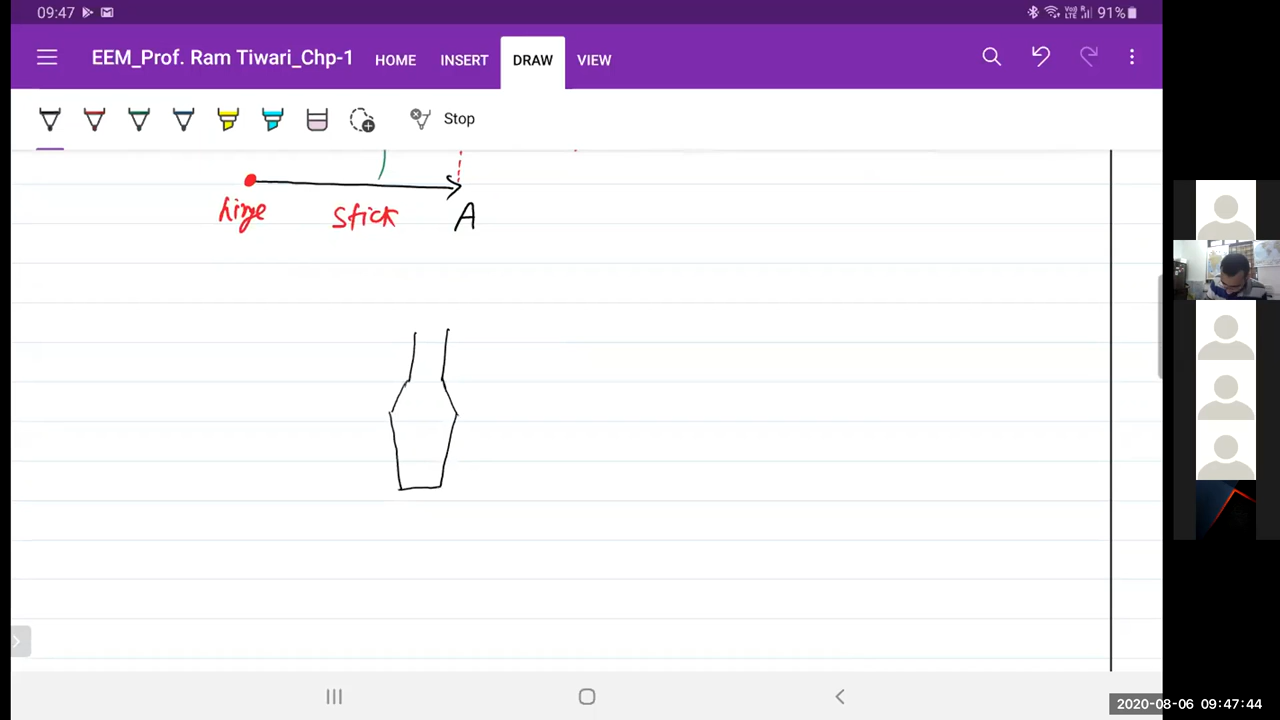 09:47 91%
EEM_Prof. Ram Tiwari_Chp-1 HOME INSERT DRAW VIEW
Stop
hinge stick A
2020-08-06 09:47:44